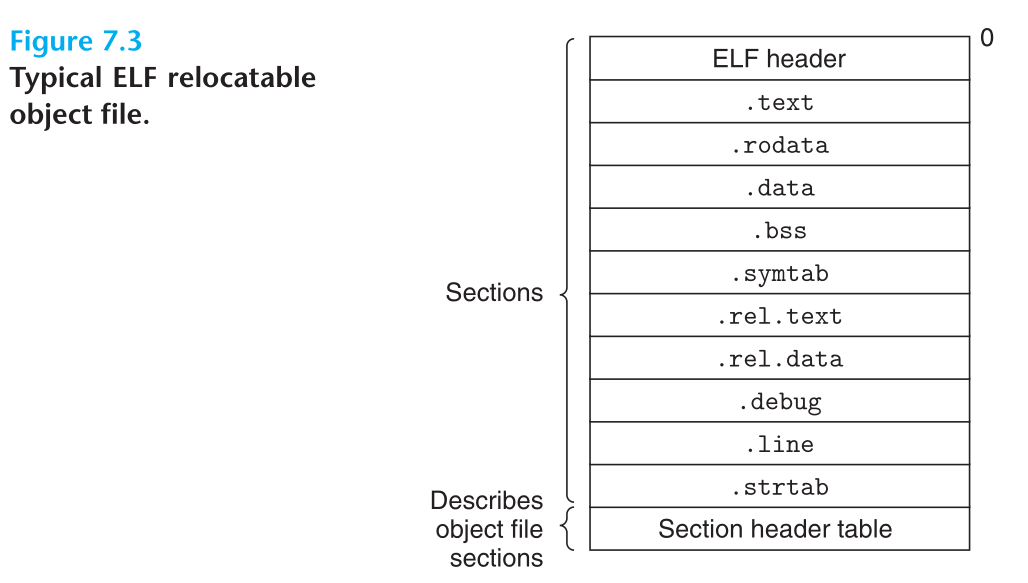 Figure 7.3
Typical ELF relocatable
object file.
0
ELF header
.text
.rodata
.data
.bss
.symtab
Sections
.rel.text
.rel.data
.debug
.line
.strtab
Describes
object file
sections
Section header table